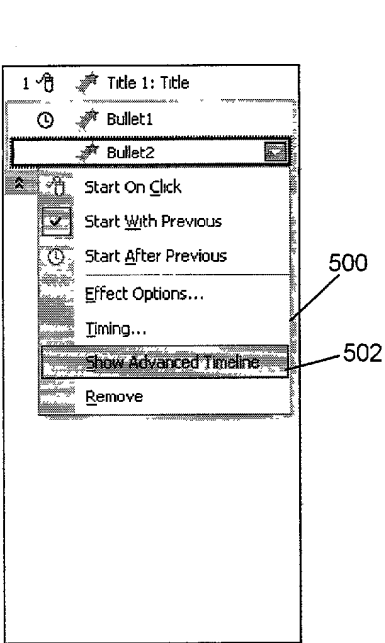 1 Title 1: Title
Bullet1
Bullet2
Start On Click
Start With Previous
Start After Previous
Effect Options...
Timing...
Show Advanced Timeline
Remove
500
502